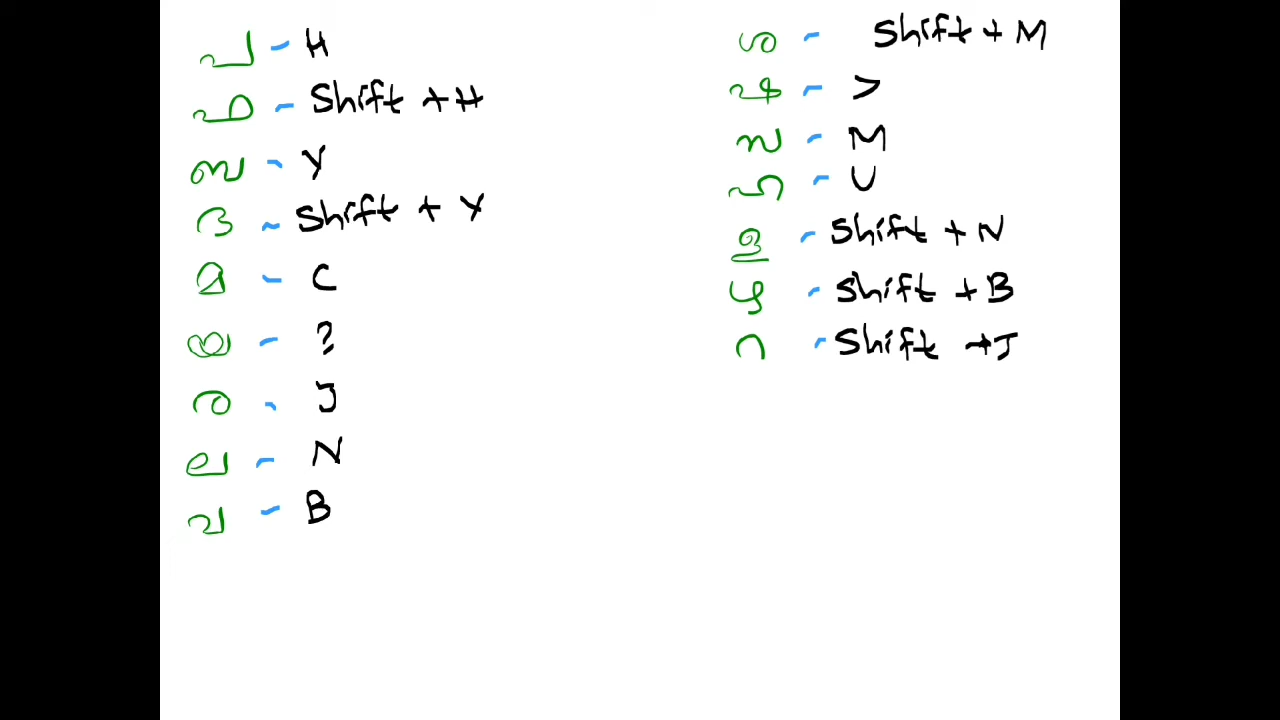 പ - H
ഫ - Shift + H
ബ - Y
ഭ - Shift + Y
മ - C
യ - ?
ര - J
ല - N
വ - B
ശ - Shift + M
ഷ - >
സ - M
ഹ - U
ള - Shift + N
ഴ - Shift + B
റ - Shift + J